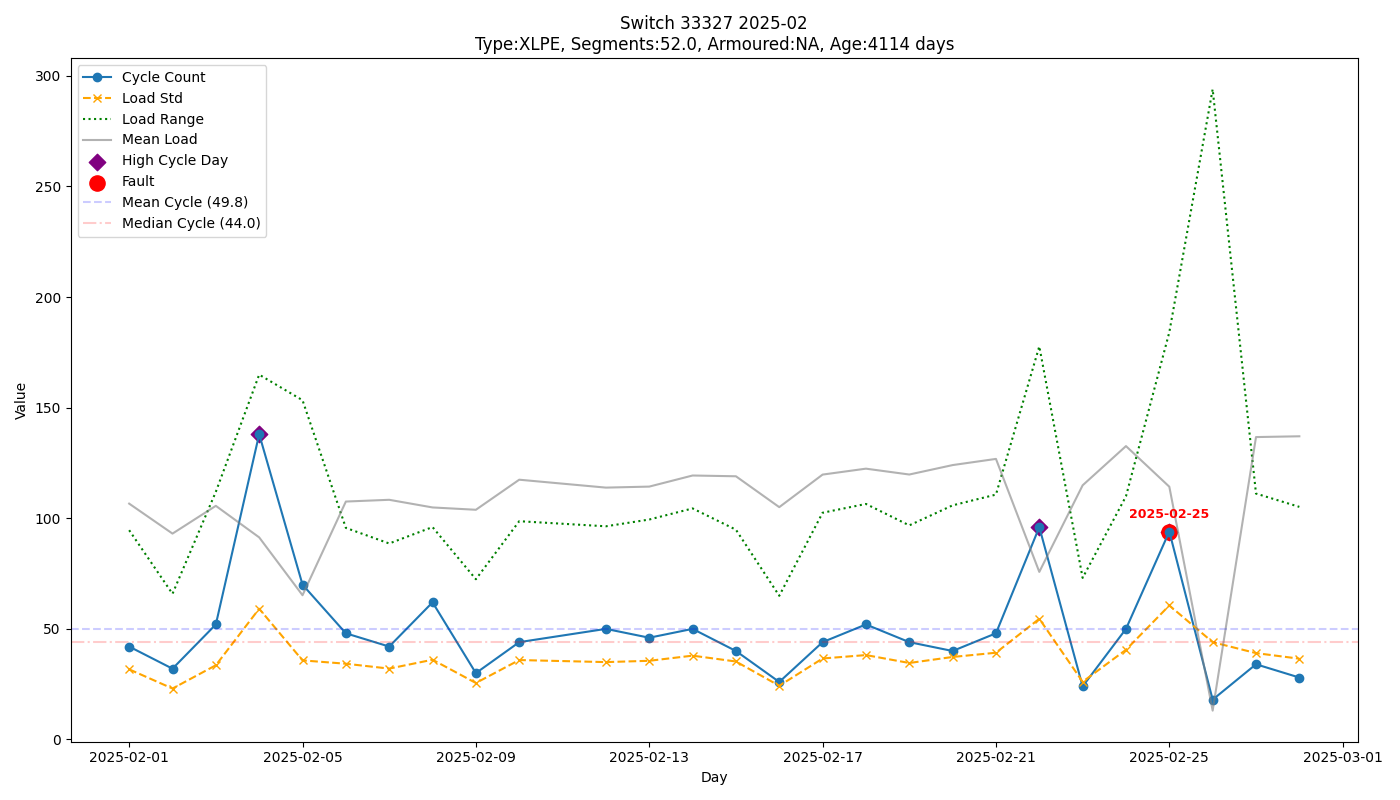 Switch 33327 2025-02
Type:XLPE, Segments:52.0, Armoured:NA, Age:4114 days
Cycle Count
Load Std
Load Range
Mean Load
High Cycle Day
Fault
Mean Cycle (49.8)
Median Cycle (44.0)
300
250
200
150
100
50
0
Value
2025-02-25
2025-02-01
2025-02-05
2025-02-09
2025-02-13
2025-02-17
2025-02-21
2025-02-25
2025-03-01
Day